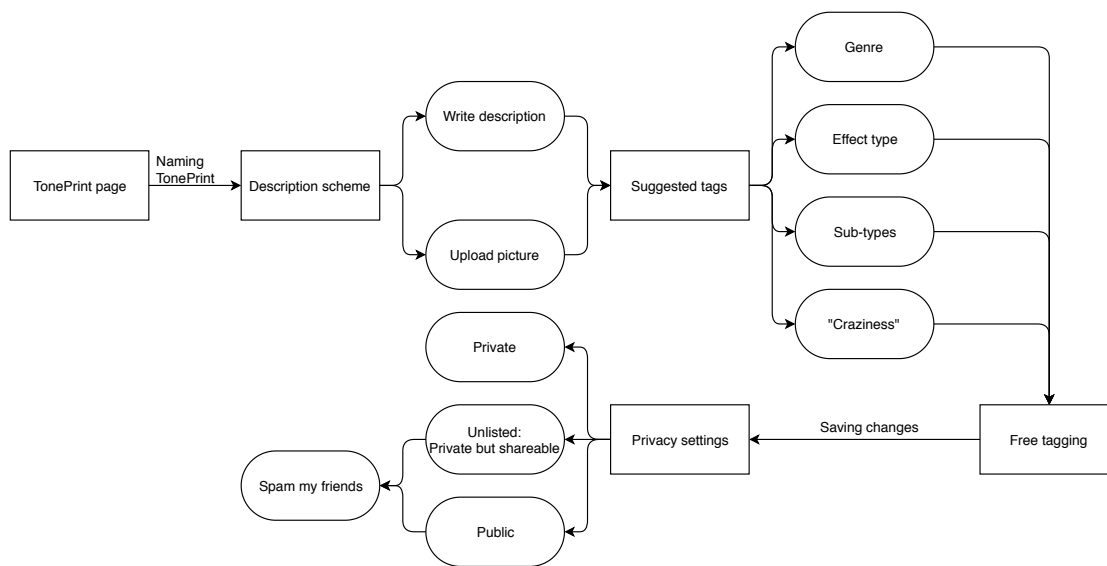 TonePrint page
Naming
TonePrint
Description scheme
Write description
Upload picture
Suggested tags
Genre
Effect type
Sub-types
"Craziness"
Free tagging
Saving changes
Privacy settings
Private
Unlisted:
Private but shareable
Public
Spam my friends